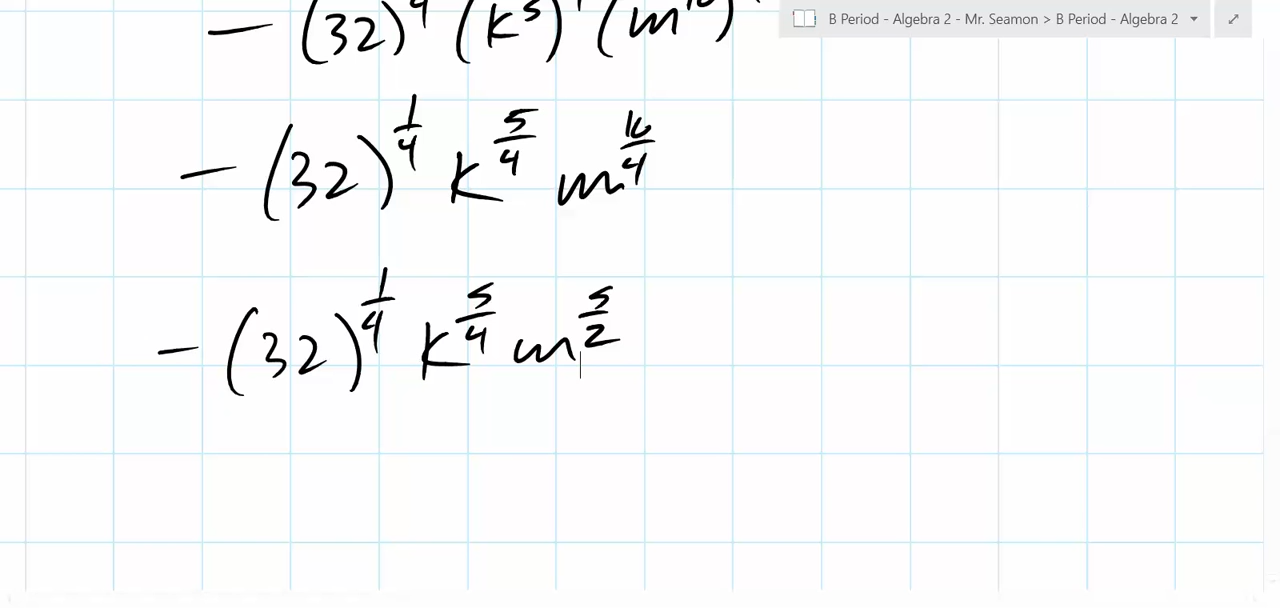 B Period - Algebra 2 - Mr. Seamon > B Period - Algebra 2
- (32)^{1/4} k^{5/4} m^{10/4}
- (32)^{1/4} k^{5/4} m^{5/2}